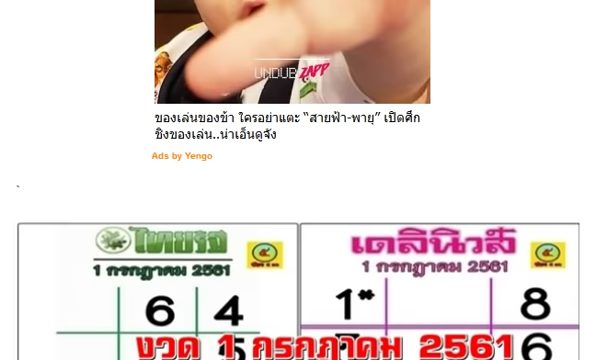 UNDUBZAPP
ของเล่นของข้า ใครอย่าแตะ “สายฟ้า-พายุ” เปิดศึก
ชิงของเล่น..น่าเอ็นดูจัง
Ads by Yengo
ไทยรัฐ
1 กรกฎาคม 2561
๕
6 4
5
เดลินิวส์
1 กรกฎาคม 2561
๕
1* 8
6
งวด 1 กรกฎาคม 2561